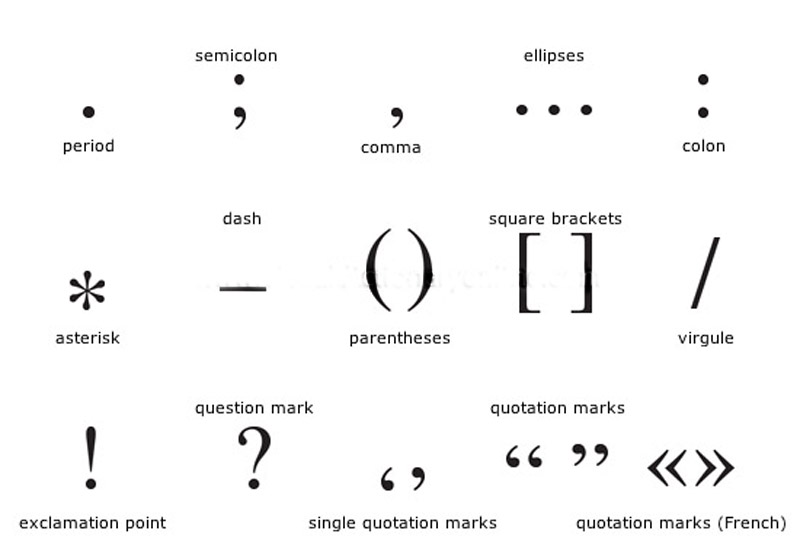 semicolon ellipses
. ; , ... :
period comma colon
dash square brackets
* – ( ) [ ] /
asterisk parentheses virgule
question mark quotation marks
! ? ‘ ’ “ ” « »
exclamation point single quotation marks quotation marks (French)